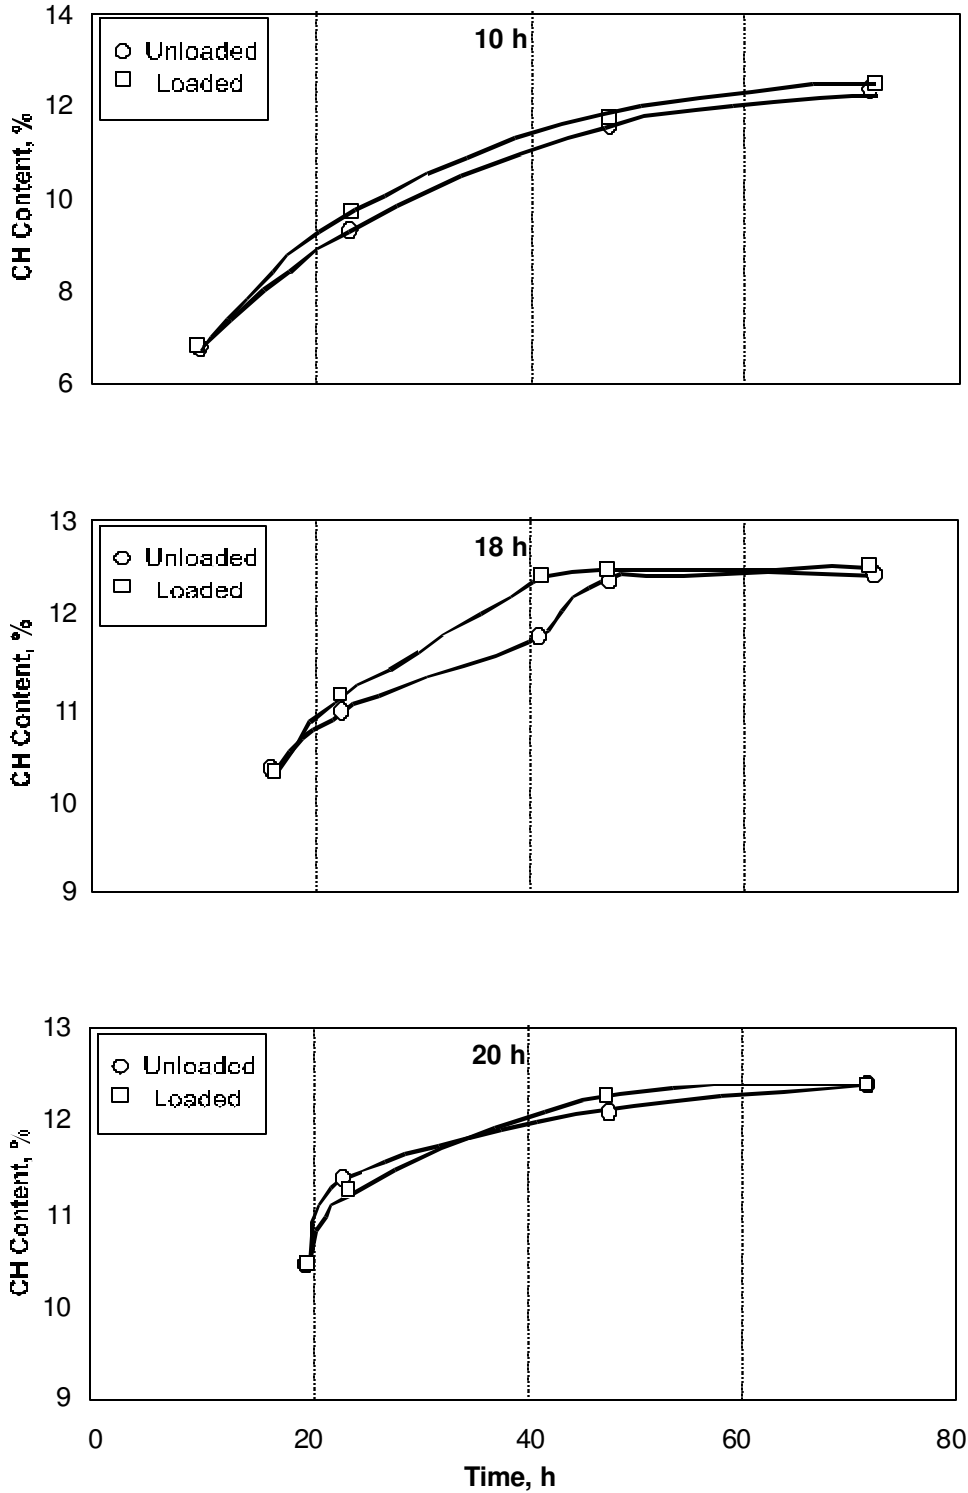 14
12
10
8
6
CH Content, %
Unloaded
Loaded
10 h
13
12
11
10
9
CH Content, %
Unloaded
Loaded
18 h
13
12
11
10
9
CH Content, %
Unloaded
Loaded
20 h
0 20 40 60 80
Time, h